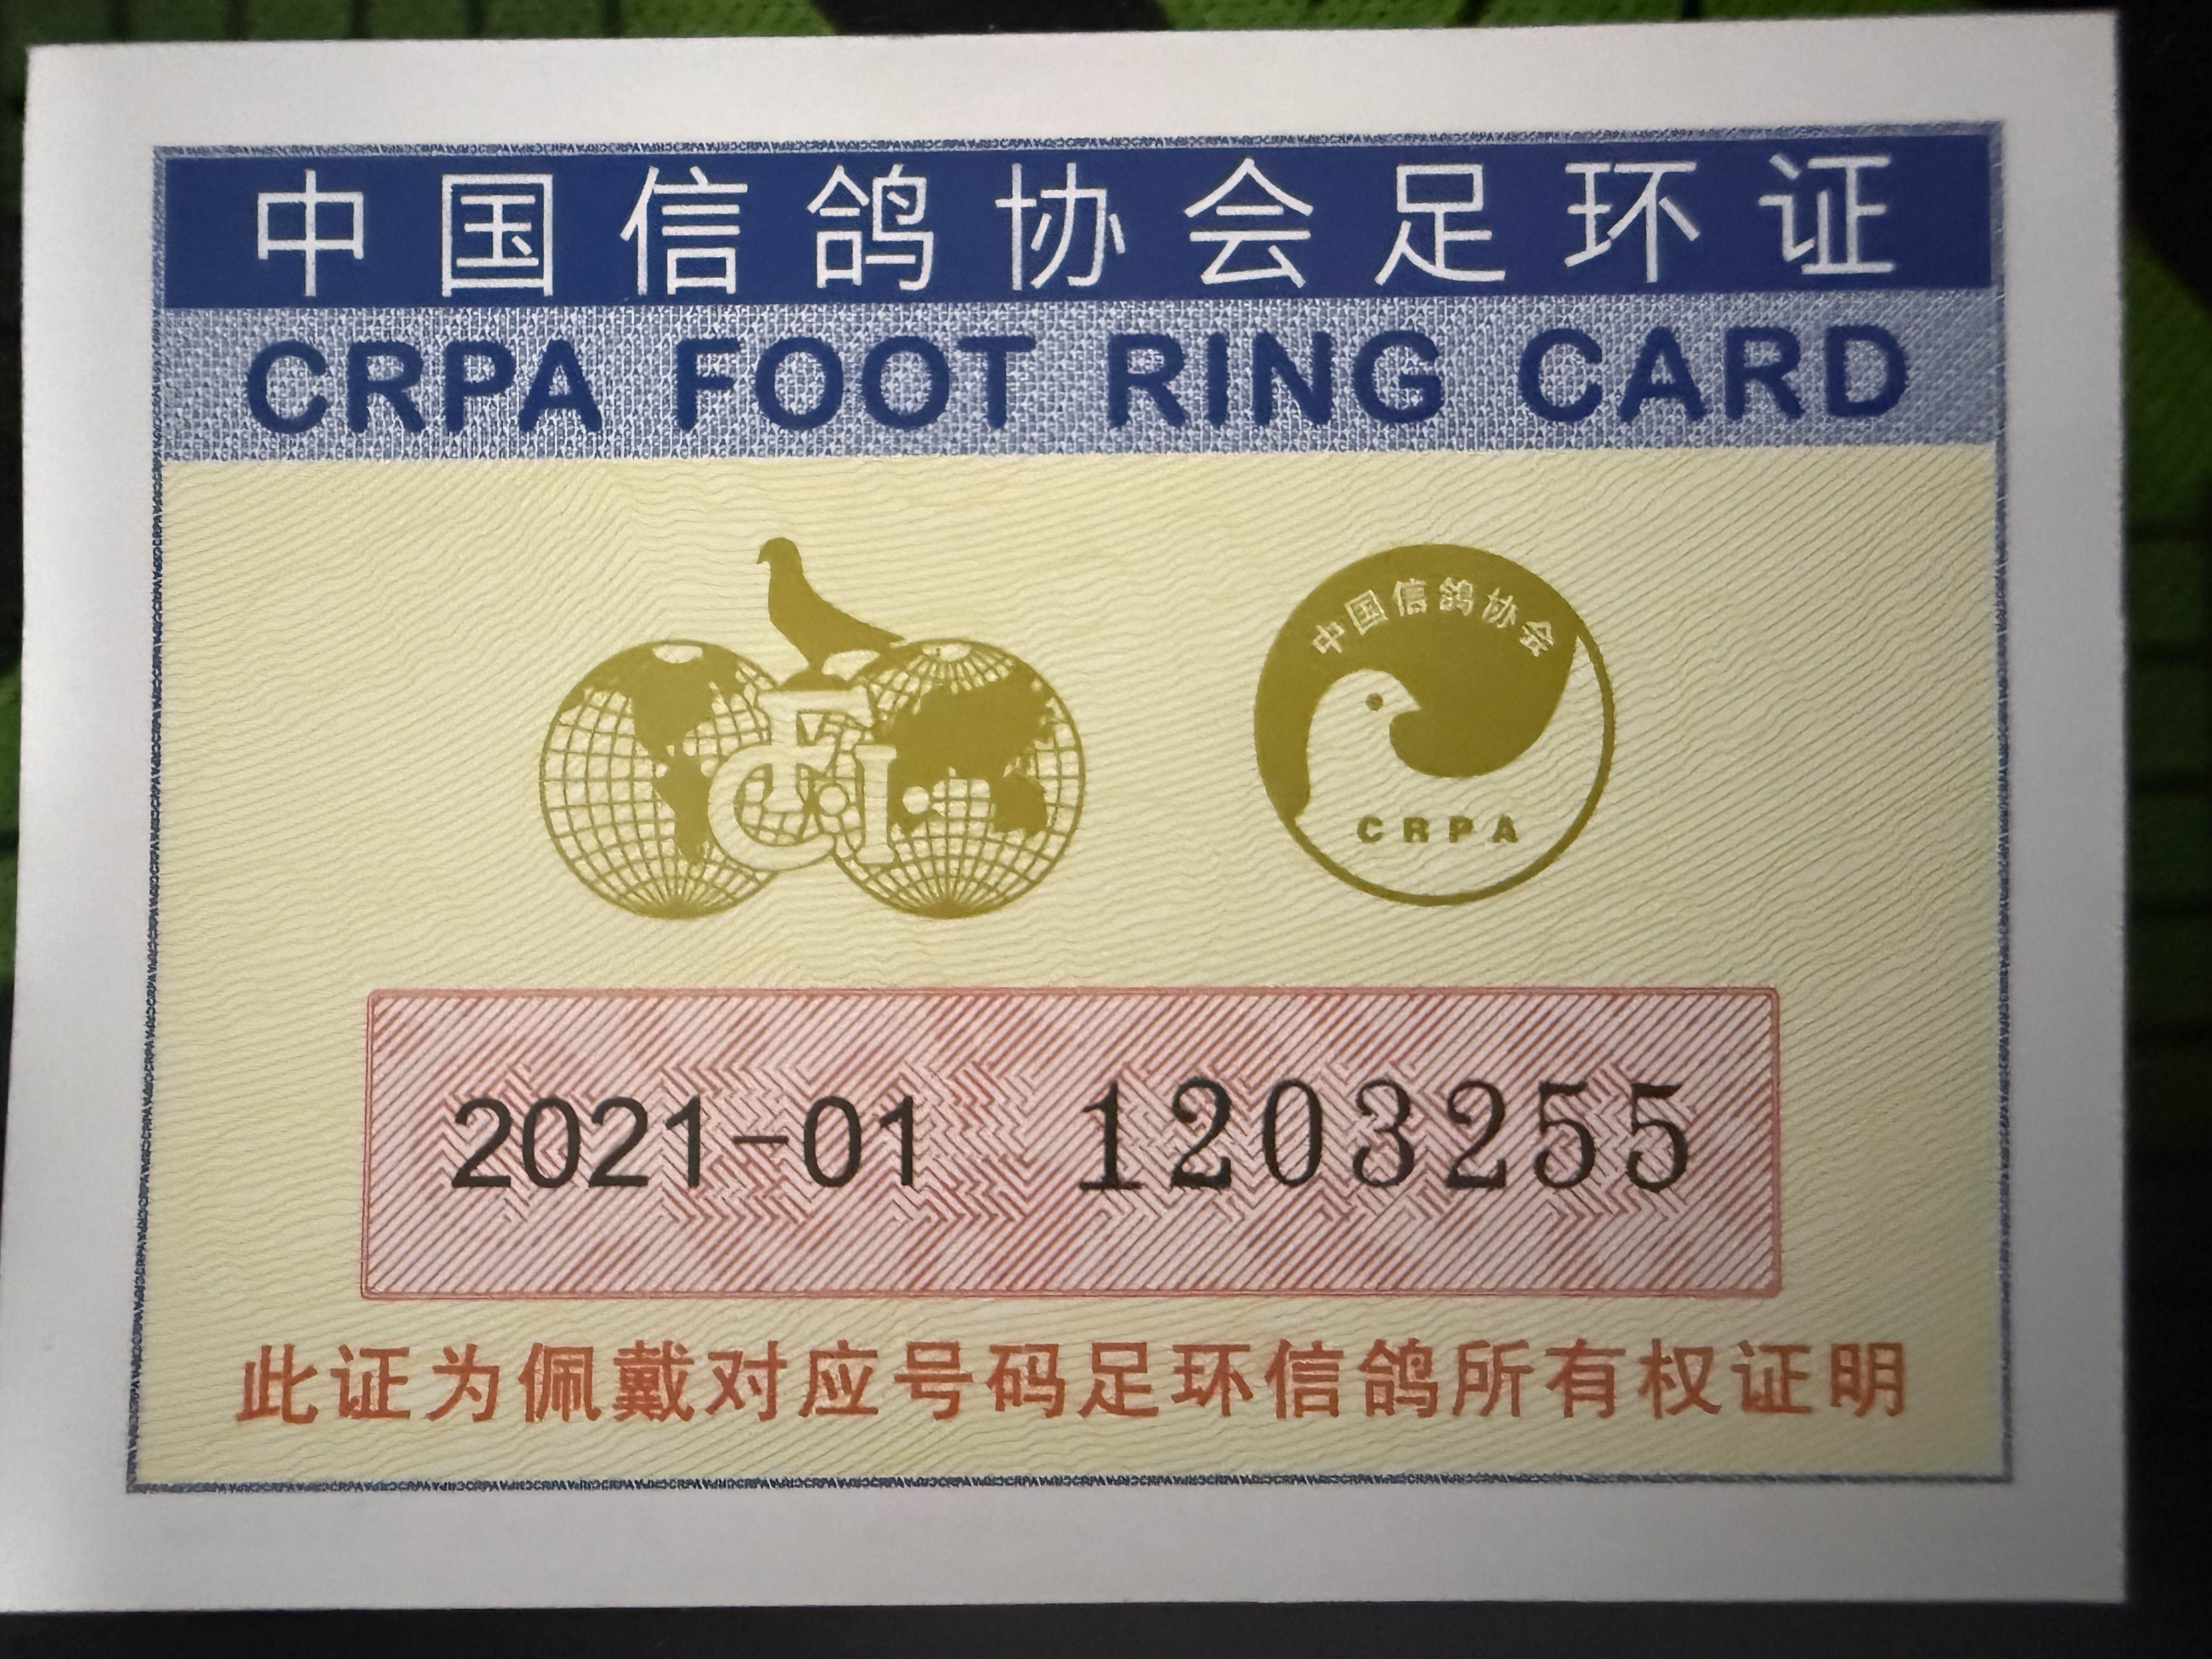 中国信鸽协会足环证
CRPA FOOT RING CARD
中国信鸽协会
CRPA
2021-01 1203255
此证为佩戴对应号码足环信鸽所有权证明